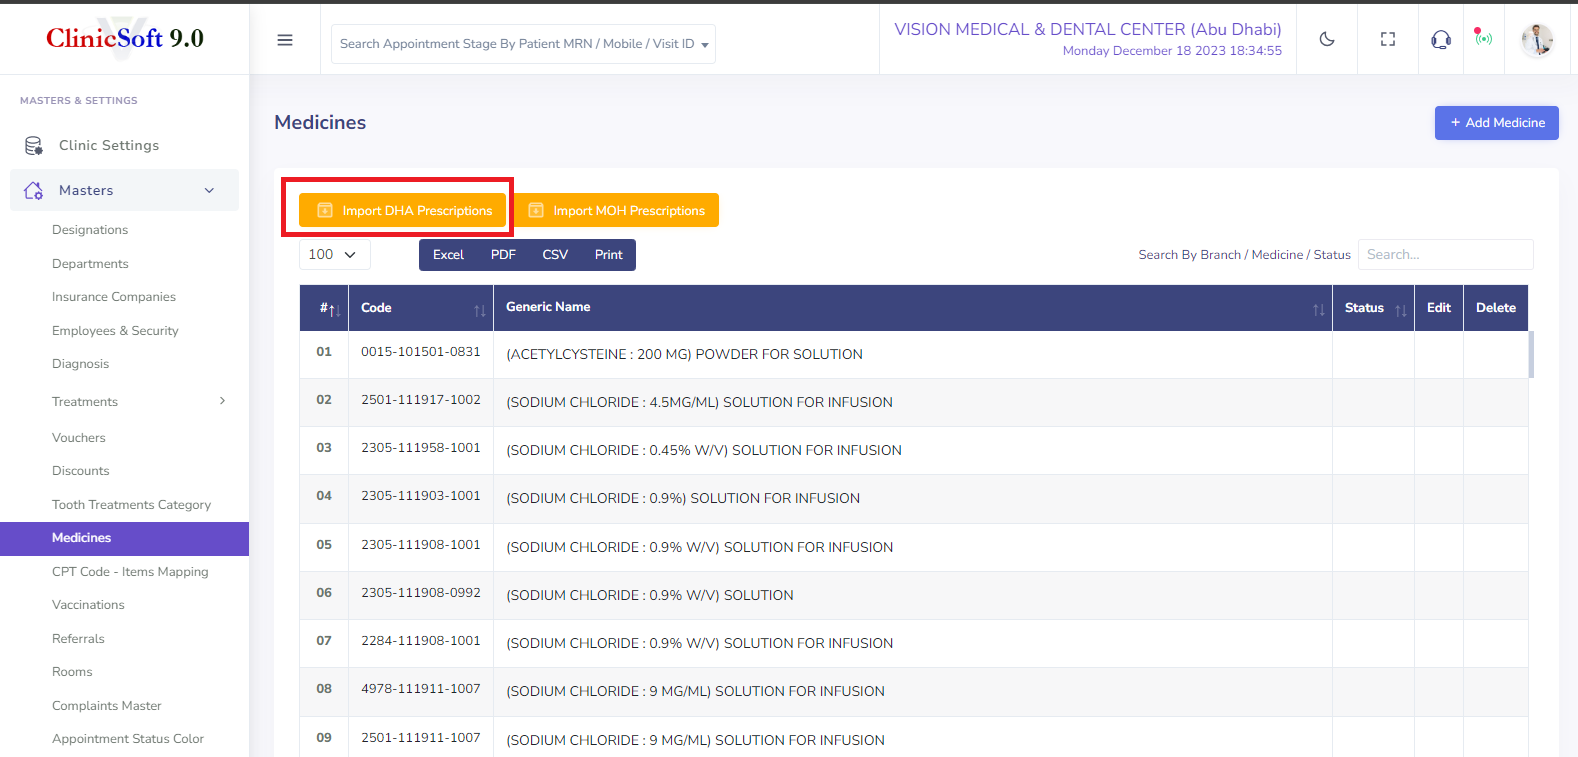 ClinicSoft 9.0
Search Appointment Stage By Patient MRN / Mobile / Visit ID
VISION MEDICAL & DENTAL CENTER (Abu Dhabi)
Monday December 18 2023 18:34:55
MASTERS & SETTINGS
Clinic Settings
Masters
Designations
Departments
Insurance Companies
Employees & Security
Diagnosis
Treatments
Vouchers
Discounts
Tooth Treatments Category
Medicines
CPT Code - Items Mapping
Vaccinations
Referrals
Rooms
Complaints Master
Appointment Status Color
Medicines
+ Add Medicine
Import DHA Prescriptions
Import MOH Prescriptions
100
Excel PDF CSV Print
Search By Branch / Medicine / Status Search...
# Code Generic Name Status Edit Delete
01 0015-101501-0831 (ACETYLCYSTEINE : 200 MG) POWDER FOR SOLUTION
02 2501-111917-1002 (SODIUM CHLORIDE : 4.5MG/ML) SOLUTION FOR INFUSION
03 2305-111958-1001 (SODIUM CHLORIDE : 0.45% W/V) SOLUTION FOR INFUSION
04 2305-111903-1001 (SODIUM CHLORIDE : 0.9%) SOLUTION FOR INFUSION
05 2305-111908-1001 (SODIUM CHLORIDE : 0.9% W/V) SOLUTION FOR INFUSION
06 2305-111908-0992 (SODIUM CHLORIDE : 0.9% W/V) SOLUTION
07 2284-111908-1001 (SODIUM CHLORIDE : 0.9% W/V) SOLUTION FOR INFUSION
08 4978-111911-1007 (SODIUM CHLORIDE : 9 MG/ML) SOLUTION FOR INFUSION
09 2501-111911-1007 (SODIUM CHLORIDE : 9 MG/ML) SOLUTION FOR INFUSION